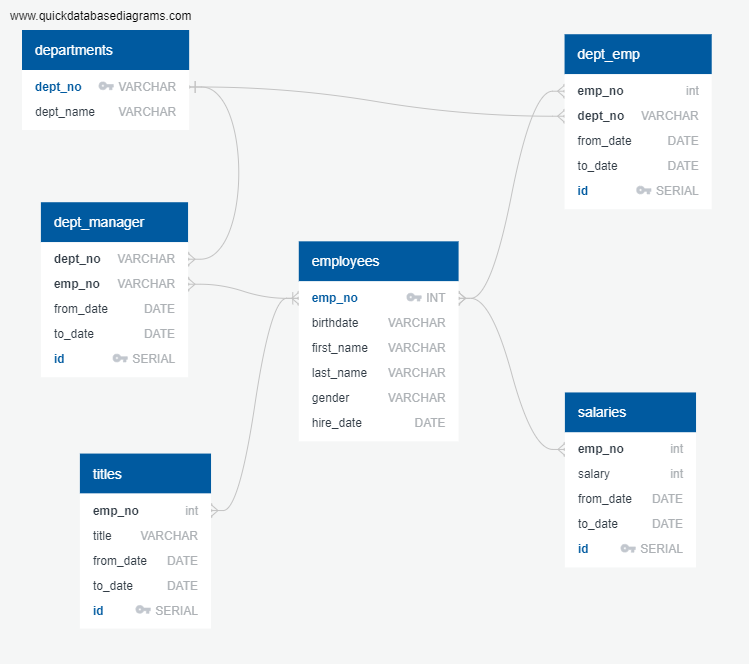 www.quickdatabasediagrams.com
departments
dept_no VARCHAR
dept_name VARCHAR
dept_emp
emp_no int
dept_no VARCHAR
from_date DATE
to_date DATE
id SERIAL
dept_manager
dept_no VARCHAR
emp_no VARCHAR
from_date DATE
to_date DATE
id SERIAL
employees
emp_no INT
birthdate VARCHAR
first_name VARCHAR
last_name VARCHAR
gender VARCHAR
hire_date DATE
salaries
emp_no int
salary int
from_date DATE
to_date DATE
id SERIAL
titles
emp_no int
title VARCHAR
from_date DATE
to_date DATE
id SERIAL